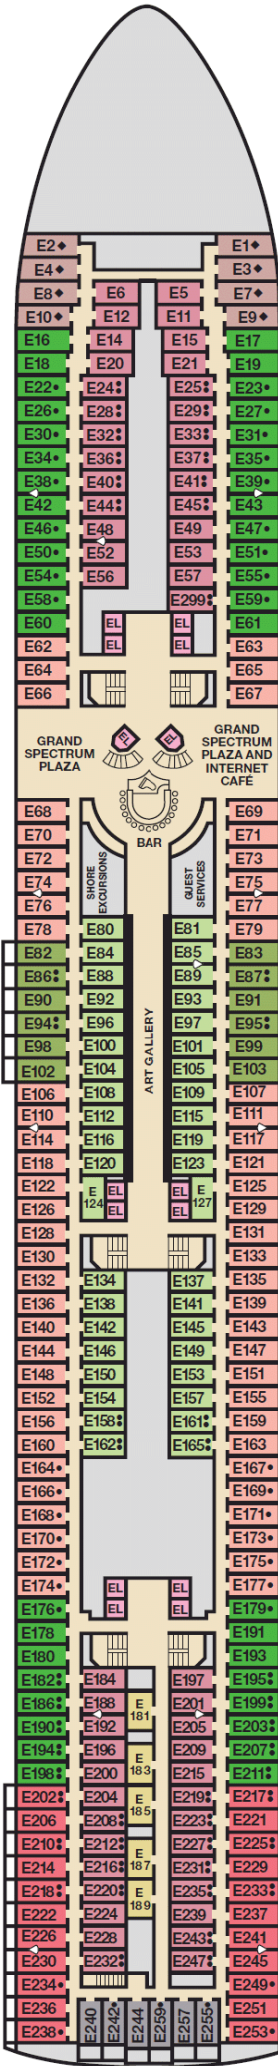 E2◆ E1◆
E4◆ E3◆
E8◆ E6 E5 E7◆
E10◆ E12 E11 E9◆
E16 E14 E15 E17
E18 E20 E21 E19
E22• E24: E25: E23•
E26• E28: E29: E27•
E30• E32: E33: E31•
E34• E36: E37: E35•
E38• E40: E41: E39•
E42 E44: E45: E43
E46• E48 E49 E47•
E50• E52 E53 E51•
E54• E56 E57 E55•
E58• E299: E59•
E60 EL EL E61
E62 EL EL E63
E64 E65
E66 E67
GRAND
SPECTRUM
PLAZA
EL EL
GRAND
SPECTRUM
PLAZA AND
INTERNET
CAFÉ
BAR
E68 E69
E70 E71
E72 E73
E74 E75
E76 E77
E78 E79
SHORE
EXCURSIONS
GUEST
SERVICES
ART GALLERY
E82 E80 E81 E83
E86: E84 E85 E87:
E90 E88 E89 E91
E94: E92 E93 E95:
E98 E96 E97 E99
E102 E100 E101 E103
E106 E104 E105 E107
E110 E108 E109 E111
E114 E112 E115 E117
E118 E116 E119 E121
E122 E120 E123 E125
E126 E
124 EL EL E
127 E129
EL EL
E128 E131
E130 E133
E132 E134 E137 E135
E136 E138 E141 E139
E140 E142 E145 E143
E144 E146 E149 E147
E148 E150 E153 E151
E152 E154 E157 E155
E156 E158: E161: E159
E160 E162: E165: E163
E164• E167•
E166• E169•
E168• E171•
E170• E173•
E172• E175•
E174• EL EL E177•
E176• EL EL E179•
E178 E191
E180 E193
E182: E184 E197 E195:
E186: E188 E
181 E201 E199:
E190: E192 E205 E203:
E194: E196 E
183 E209 E207:
E198: E200 E215 E211:
E202: E204 E
185 E219: E217:
E206 E208: E223: E221
E210: E212: E227: E225:
E214 E216: E
187 E231: E229
E218: E220: E
189 E235: E233:
E222 E224 E239 E237
E226 E228 E243: E241
E230 E232: E247: E245
E234• E249•
E236 E251
E238• E240 E242• E244 E259• E257 E255• E253•